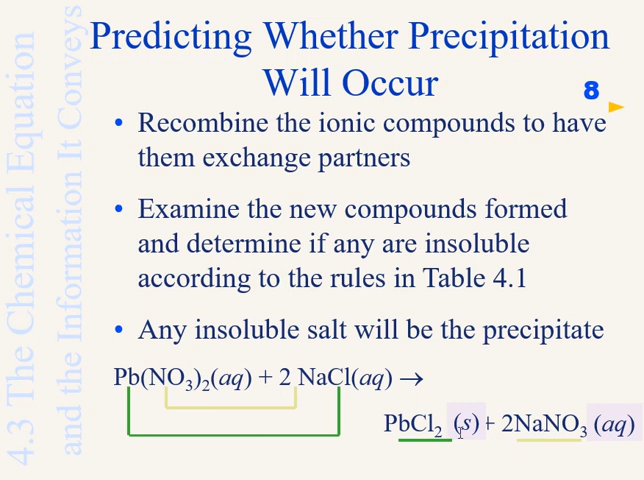 4.3 The Chemical Equation
and the Information It Conveys
Predicting Whether Precipitation
Will Occur
8
• Recombine the ionic compounds to have
them exchange partners
• Examine the new compounds formed
and determine if any are insoluble
according to the rules in Table 4.1
• Any insoluble salt will be the precipitate
Pb(NO₃)₂(aq) + 2 NaCl(aq) →
PbCl₂ (s) + 2NaNO₃ (aq)